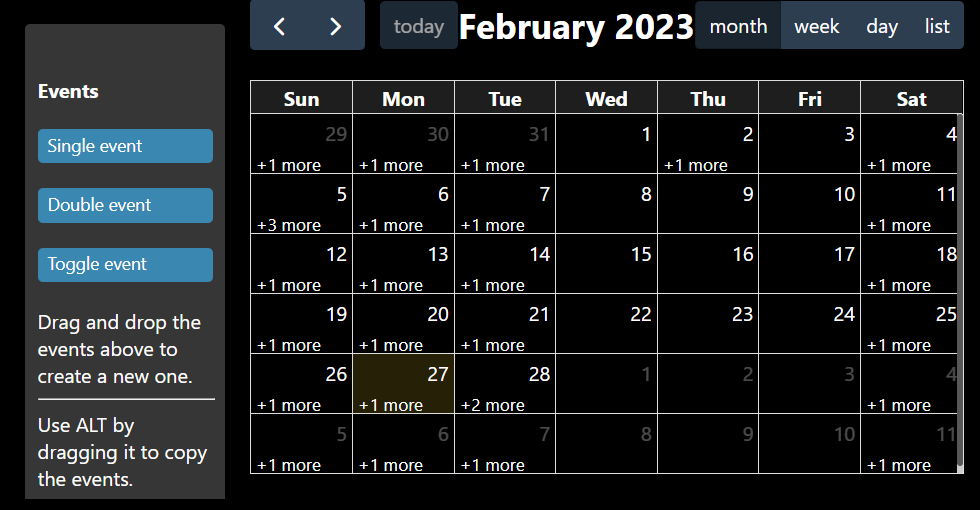 today February 2023 month week day list
Events
Single event
Double event
Toggle event
Drag and drop the
events above to
create a new one.
Use ALT by
dragging it to copy
the events.
Sun Mon Tue Wed Thu Fri Sat
29 30 31 1 2 3 4
+1 more +1 more +1 more +1 more +1 more
5 6 7 8 9 10 11
+3 more +1 more +1 more +1 more
12 13 14 15 16 17 18
+1 more +1 more +1 more +1 more
19 20 21 22 23 24 25
+1 more +1 more +1 more +1 more
26 27 28 1 2 3 4
+1 more +1 more +2 more +1 more
5 6 7 8 9 10 11
+1 more +1 more +1 more +1 more